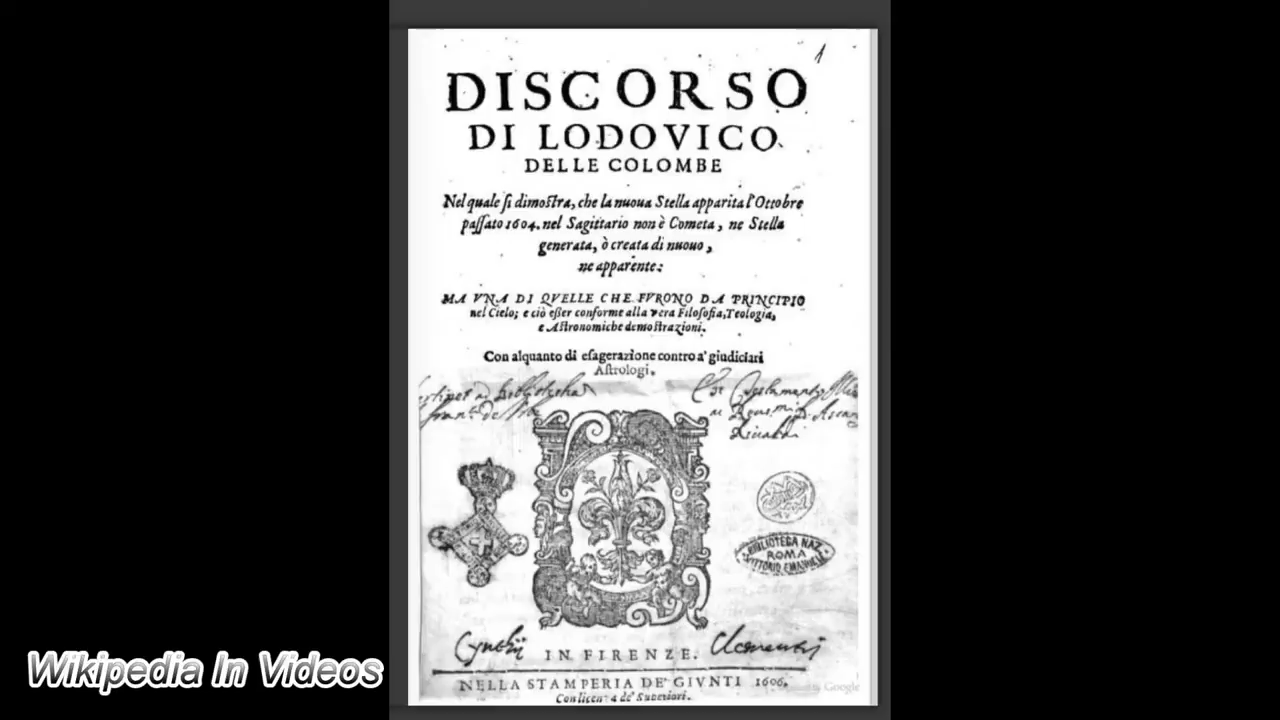 DISCORSO
DI LODOVICO
DELLE COLOMBE
Nel quale si dimostra, che la nuoua Stella apparita l'Ottobre
passato 1604. nel Sagittario non è Cometa, ne Stella
generata, ò creata di nuouo,
ne apparente:
MA VNA DI QVELLE CHE FVRONO DA PRINCIPIO
nel Cielo; e ciò esser conforme alla vera Filosofia, Teologia,
e Astronomiche demostrazioni.
Con alquanto di esagerazione contro a' giudiciari
Astrologi.
BIBLIOTECA NAZ
ROMA
VITTORIO EMANUELE
IN FIRENZE.
NELLA STAMPERIA DE' GIVNTI 1606.
Con licenza de' Superiori.
Google
Wikipedia In Videos